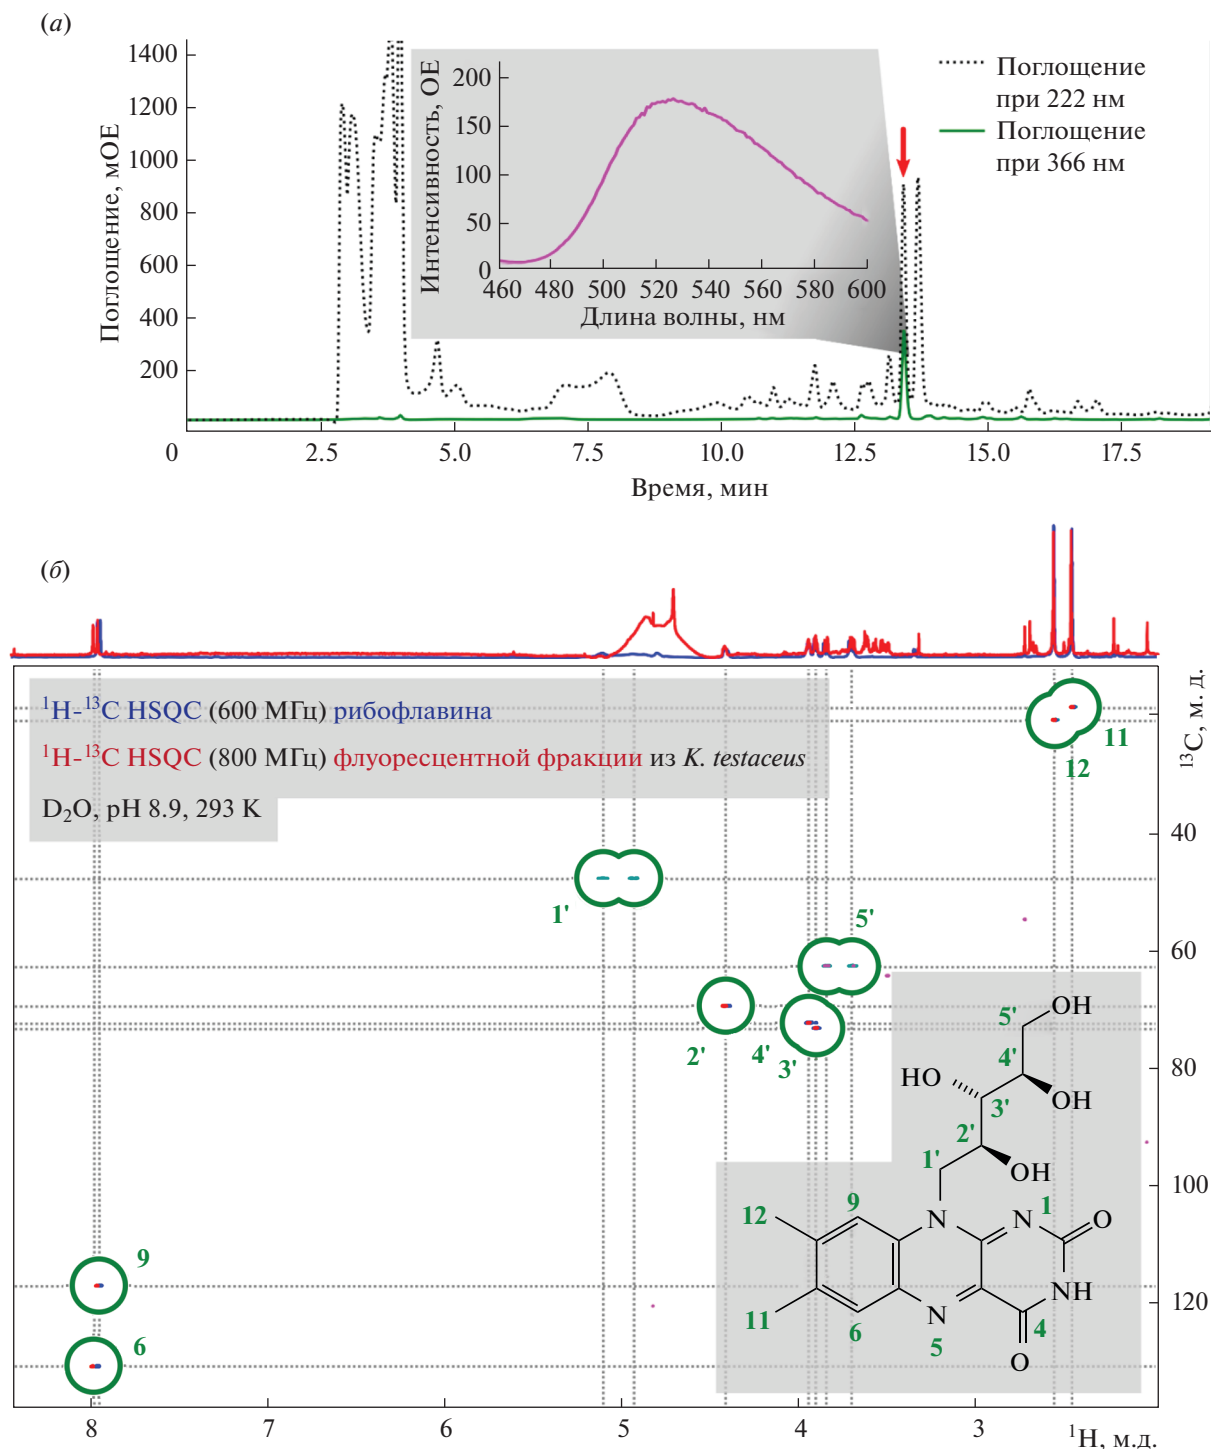 (а)
1400
1200
1000
800
600
400
200
Поглощение, мОЕ
200
150
100
50
0
Интенсивность, ОЕ
460 480 500 520 540 560 580 600
Длина волны, нм
Поглощение
при 222 нм
Поглощение
при 366 нм
0 2.5 5.0 7.5 10.0 12.5 15.0 17.5
Время, мин
(б)
¹H-¹³C HSQC (600 МГц) рибофлавина
¹H-¹³C HSQC (800 МГц) флуоресцентной фракции из K. testaceus
D₂O, pH 8.9, 293 K
¹³C, м. д.
11
12
40
1'
5'
60
2'
4'
3'
80
5'
OH
4'
HO
OH
3'
2'
1'
OH
100
12
9
N
N
1
O
NH
11
6
N
5
4
O
120
9
6
8 7 6 5 4 3 ¹H, м.д.